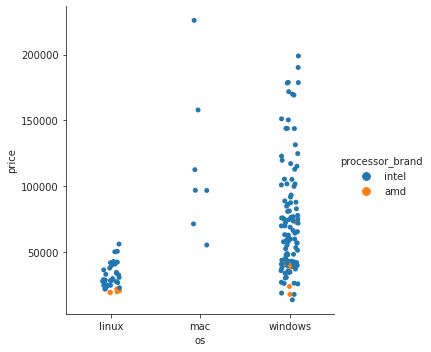 200000
150000
100000
50000
price
linux
mac
windows
os
processor_brand
intel
amd